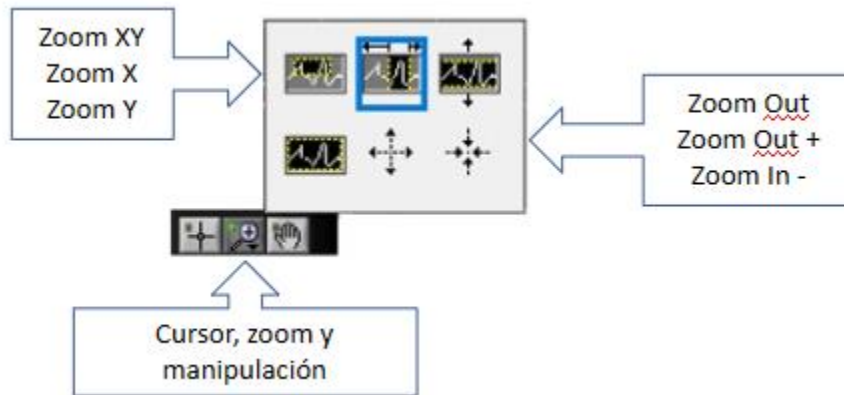 Zoom XY
Zoom X
Zoom Y
Zoom Out
Zoom Out +
Zoom In -
Cursor, zoom y
manipulación